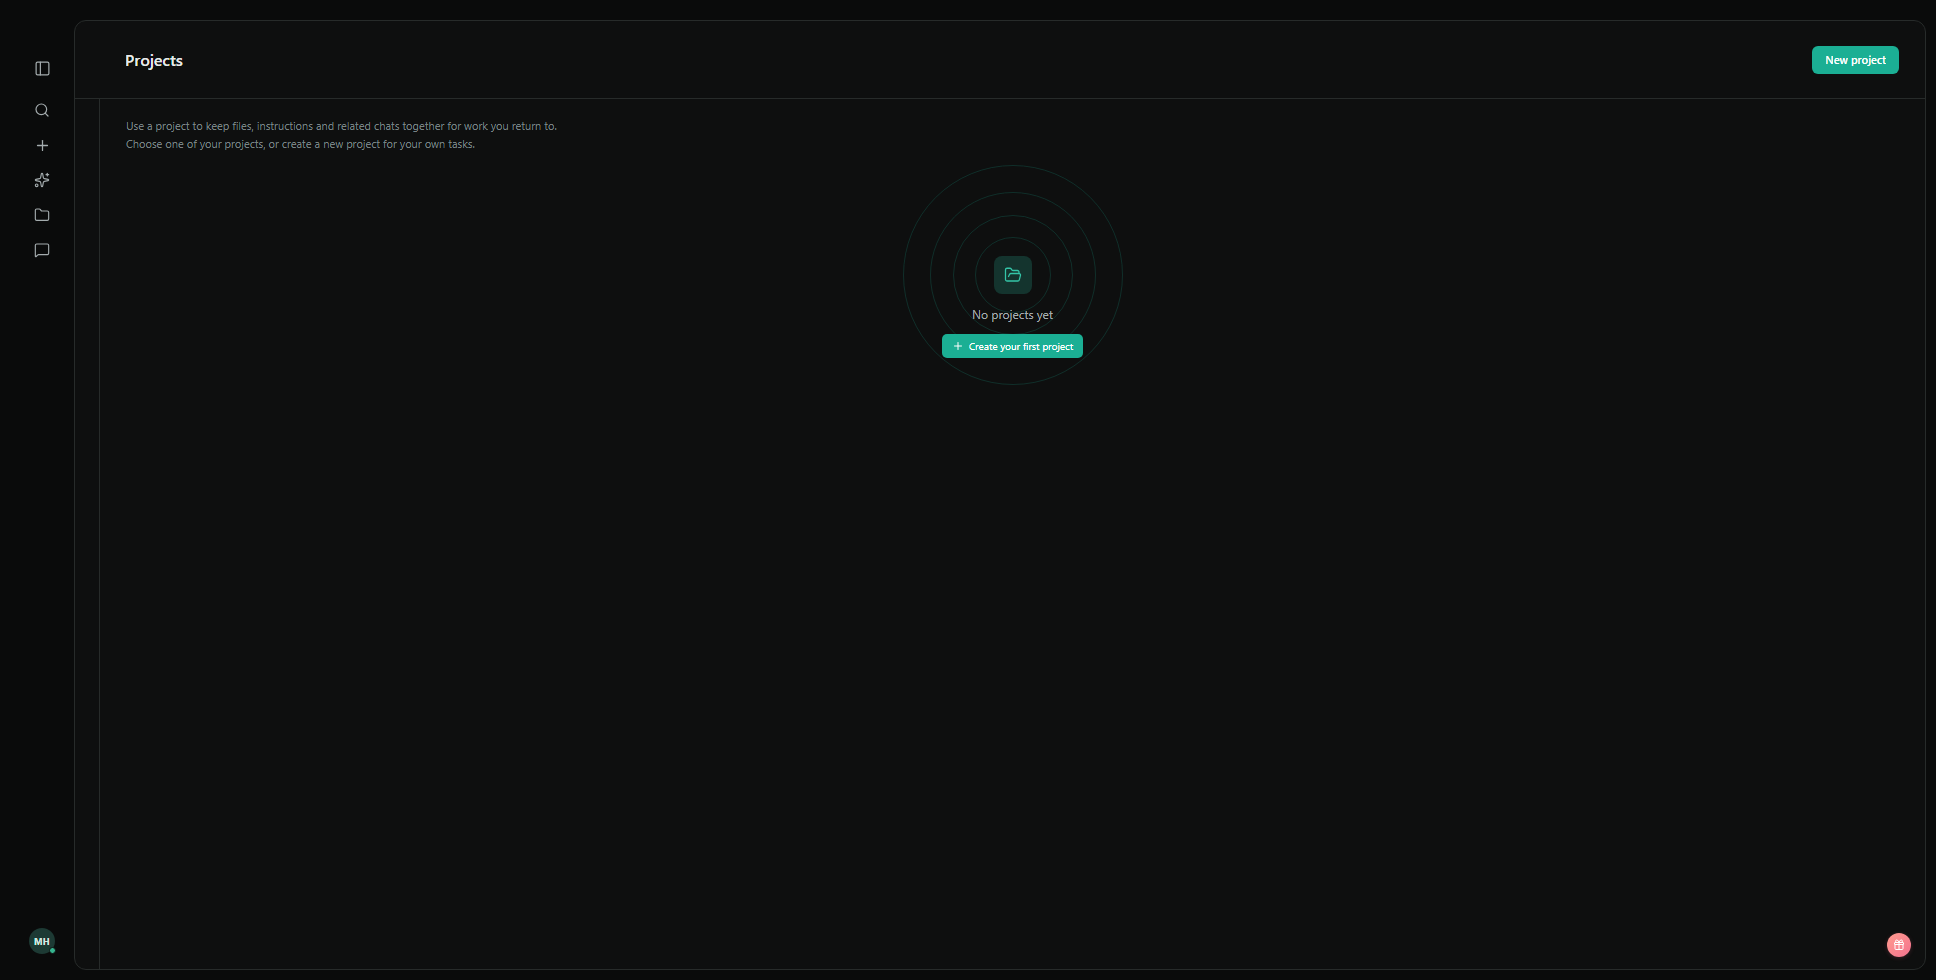 Projects
New project
Use a project to keep files, instructions and related chats together for work you return to.
Choose one of your projects, or create a new project for your own tasks.
No projects yet
Create your first project
MH